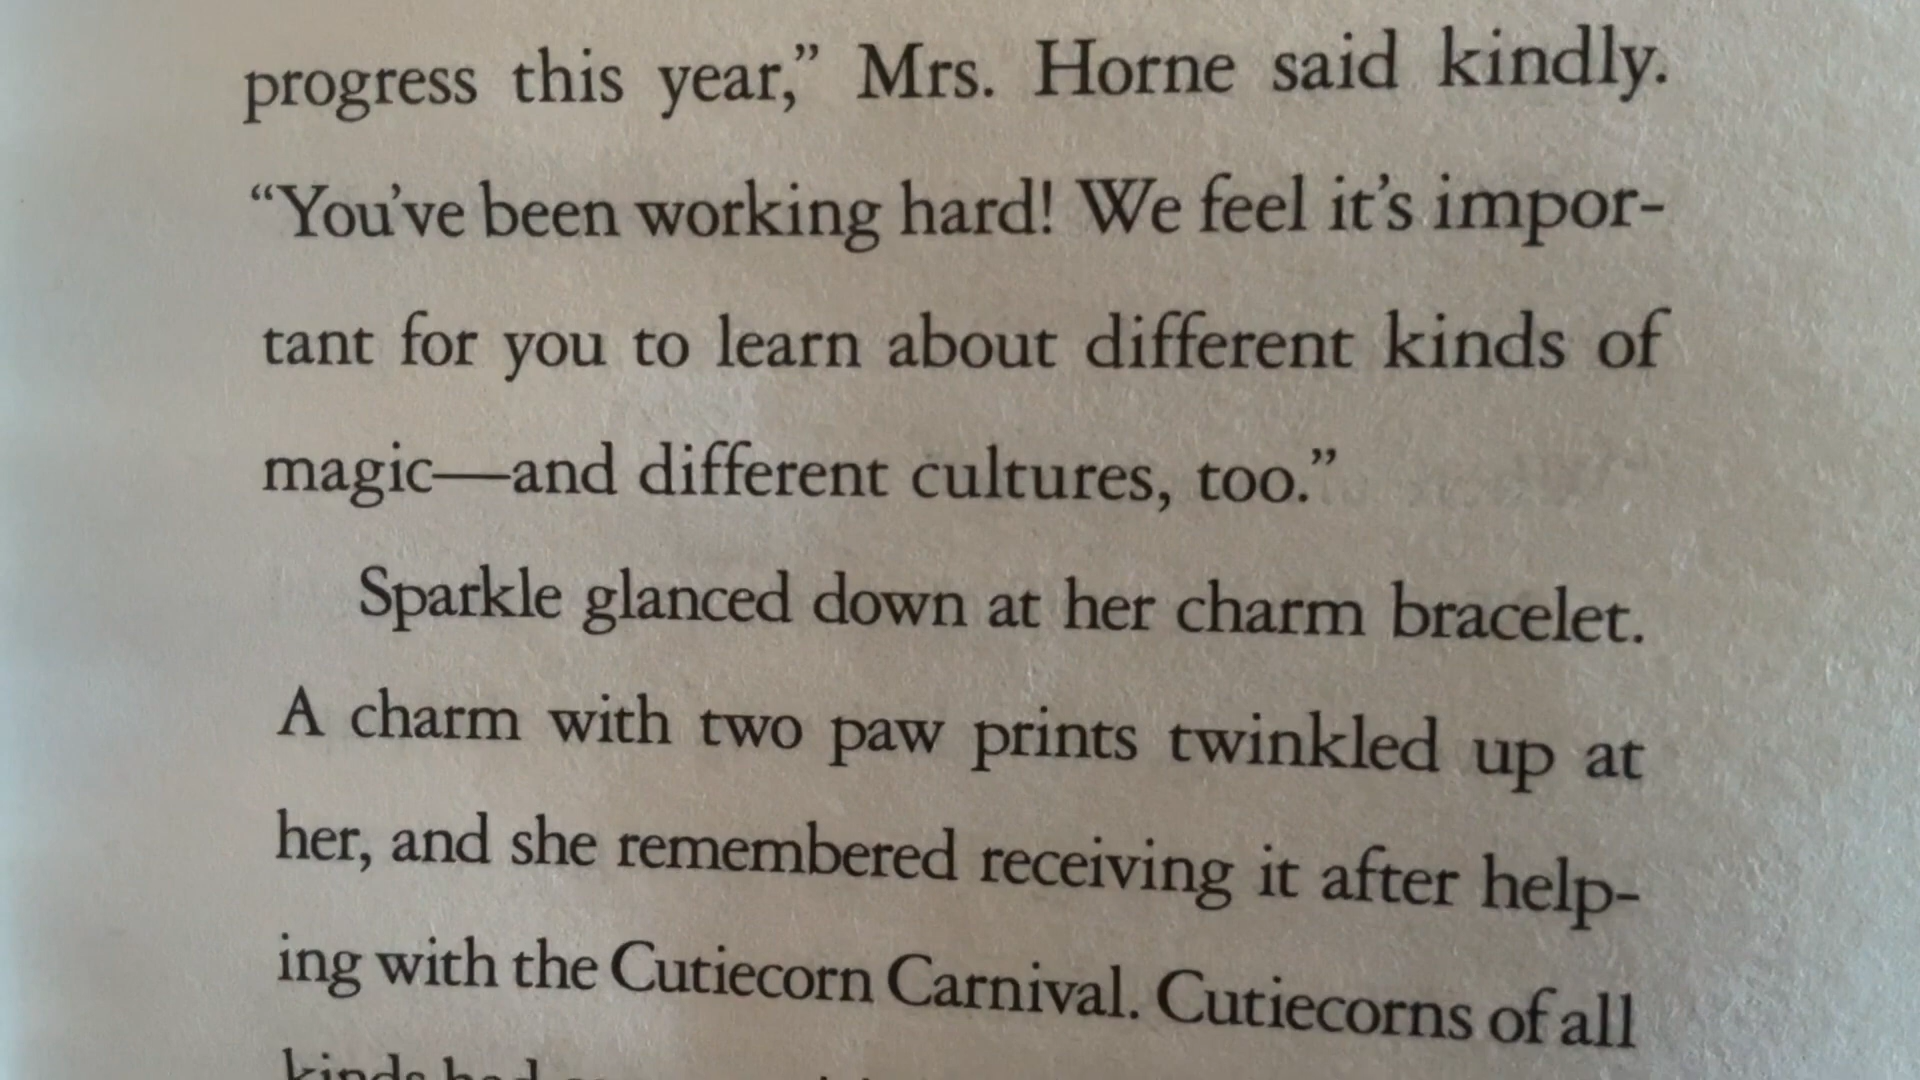 progress this year,” Mrs. Horne said kindly.
“You’ve been working hard! We feel it’s impor-
tant for you to learn about different kinds of
magic—and different cultures, too.”
Sparkle glanced down at her charm bracelet.
A charm with two paw prints twinkled up at
her, and she remembered receiving it after help-
ing with the Cutiecorn Carnival. Cutiecorns of all
kinds had